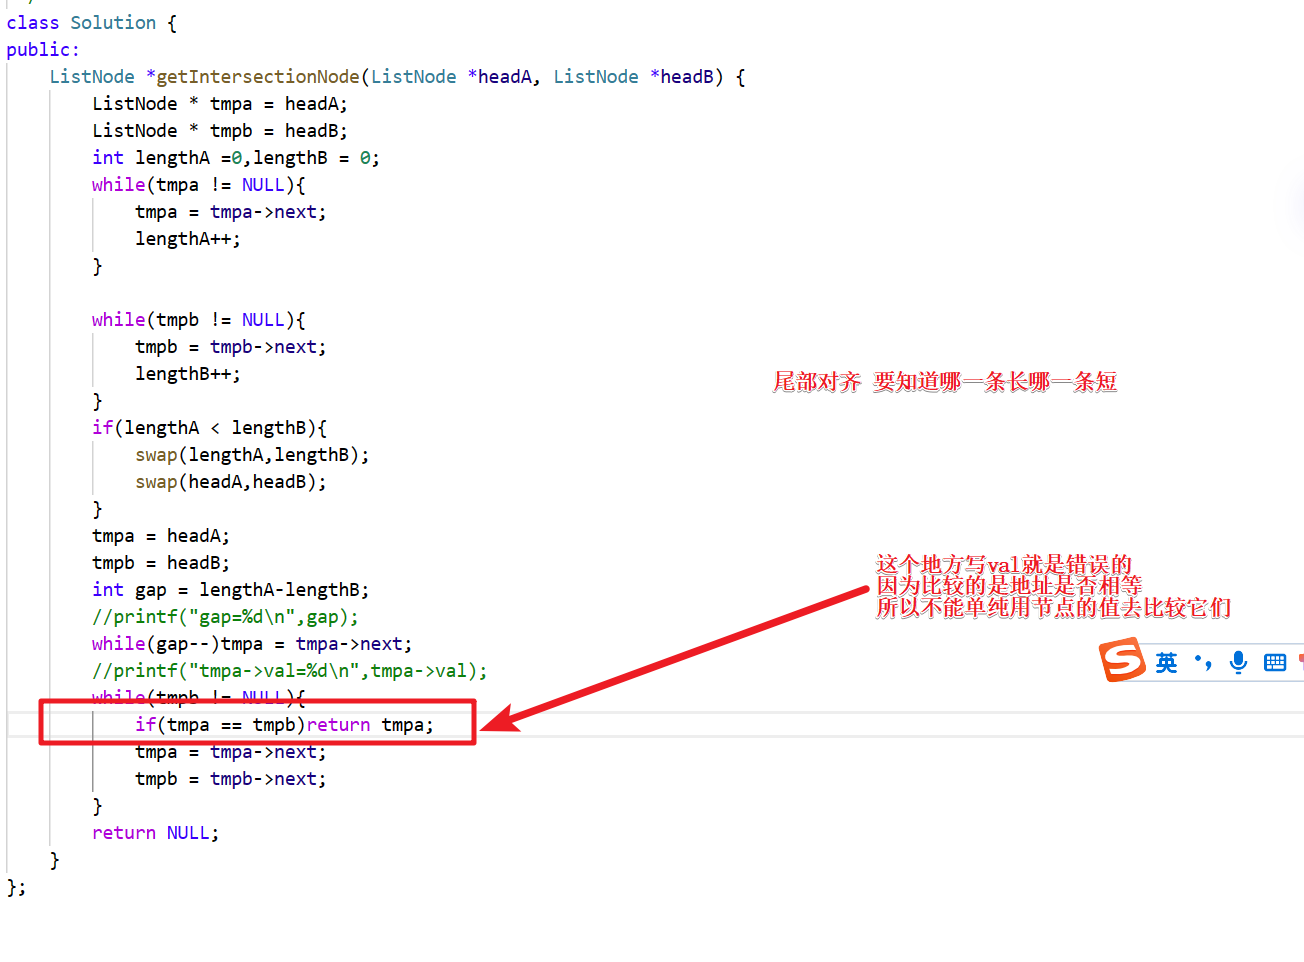 class Solution {
public:
    ListNode *getIntersectionNode(ListNode *headA, ListNode *headB) {
        ListNode * tmpa = headA;
        ListNode * tmpb = headB;
        int lengthA =0,lengthB = 0;
        while(tmpa != NULL){
            tmpa = tmpa->next;
            lengthA++;
        }
        while(tmpb != NULL){
            tmpb = tmpb->next;
            lengthB++;
        }
尾部对齐 要知道哪一条长哪一条短
        if(lengthA < lengthB){
            swap(lengthA,lengthB);
            swap(headA,headB);
        }
        tmpa = headA;
        tmpb = headB;
        int gap = lengthA-lengthB;
        //printf("gap=%d\n",gap);
        while(gap--)tmpa = tmpa->next;
        //printf("tmpa->val=%d\n",tmpa->val);
        while(tmpb != NULL){
            if(tmpa == tmpb)return tmpa;
            tmpa = tmpa->next;
            tmpb = tmpb->next;
        }
        return NULL;
    }
};
这个地方写val就是错误的
因为比较的是地址是否相等
所以不能单纯用节点的值去比较它们
英